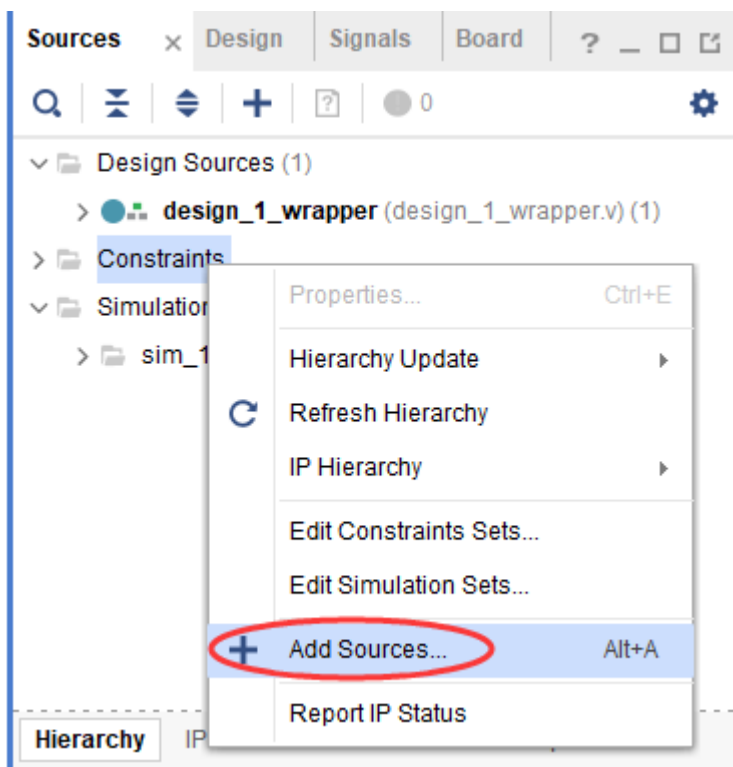 Sources Design Signals Board ?
0
Design Sources (1)
design_1_wrapper (design_1_wrapper.v) (1)
Constraints
Simulation
sim_1
Properties... Ctrl+E
Hierarchy Update
Refresh Hierarchy
IP Hierarchy
Edit Constraints Sets...
Edit Simulation Sets...
Add Sources... Alt+A
Report IP Status
Hierarchy IP